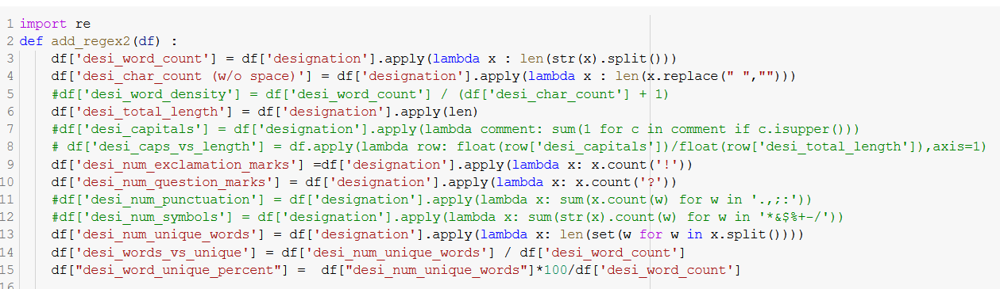 1 import re
2 def add_regex2(df) :
3     df['desi_word_count'] = df['designation'].apply(lambda x : len(str(x).split()))
4     df['desi_char_count (w/o space)'] = df['designation'].apply(lambda x : len(x.replace(" ","")))
5     #df['desi_word_density'] = df['desi_word_count'] / (df['desi_char_count'] + 1)
6     df['desi_total_length'] = df['designation'].apply(len)
7     #df['desi_capitals'] = df['designation'].apply(lambda comment: sum(1 for c in comment if c.isupper()))
8     # df['desi_caps_vs_length'] = df.apply(lambda row: float(row['desi_capitals'])/float(row['desi_total_length']),axis=1)
9     df['desi_num_exclamation_marks'] =df['designation'].apply(lambda x: x.count('!'))
10     df['desi_num_question_marks'] = df['designation'].apply(lambda x: x.count('?'))
11     #df['desi_num_punctuation'] = df['designation'].apply(lambda x: sum(x.count(w) for w in '.,;:'))
12     #df['desi_num_symbols'] = df['designation'].apply(lambda x: sum(str(x).count(w) for w in '*&$%+-/'))
13     df['desi_num_unique_words'] = df['designation'].apply(lambda x: len(set(w for w in x.split())))
14     df['desi_words_vs_unique'] = df['desi_num_unique_words'] / df['desi_word_count']
15     df["desi_word_unique_percent"] =  df["desi_num_unique_words"]*100/df['desi_word_count']
16